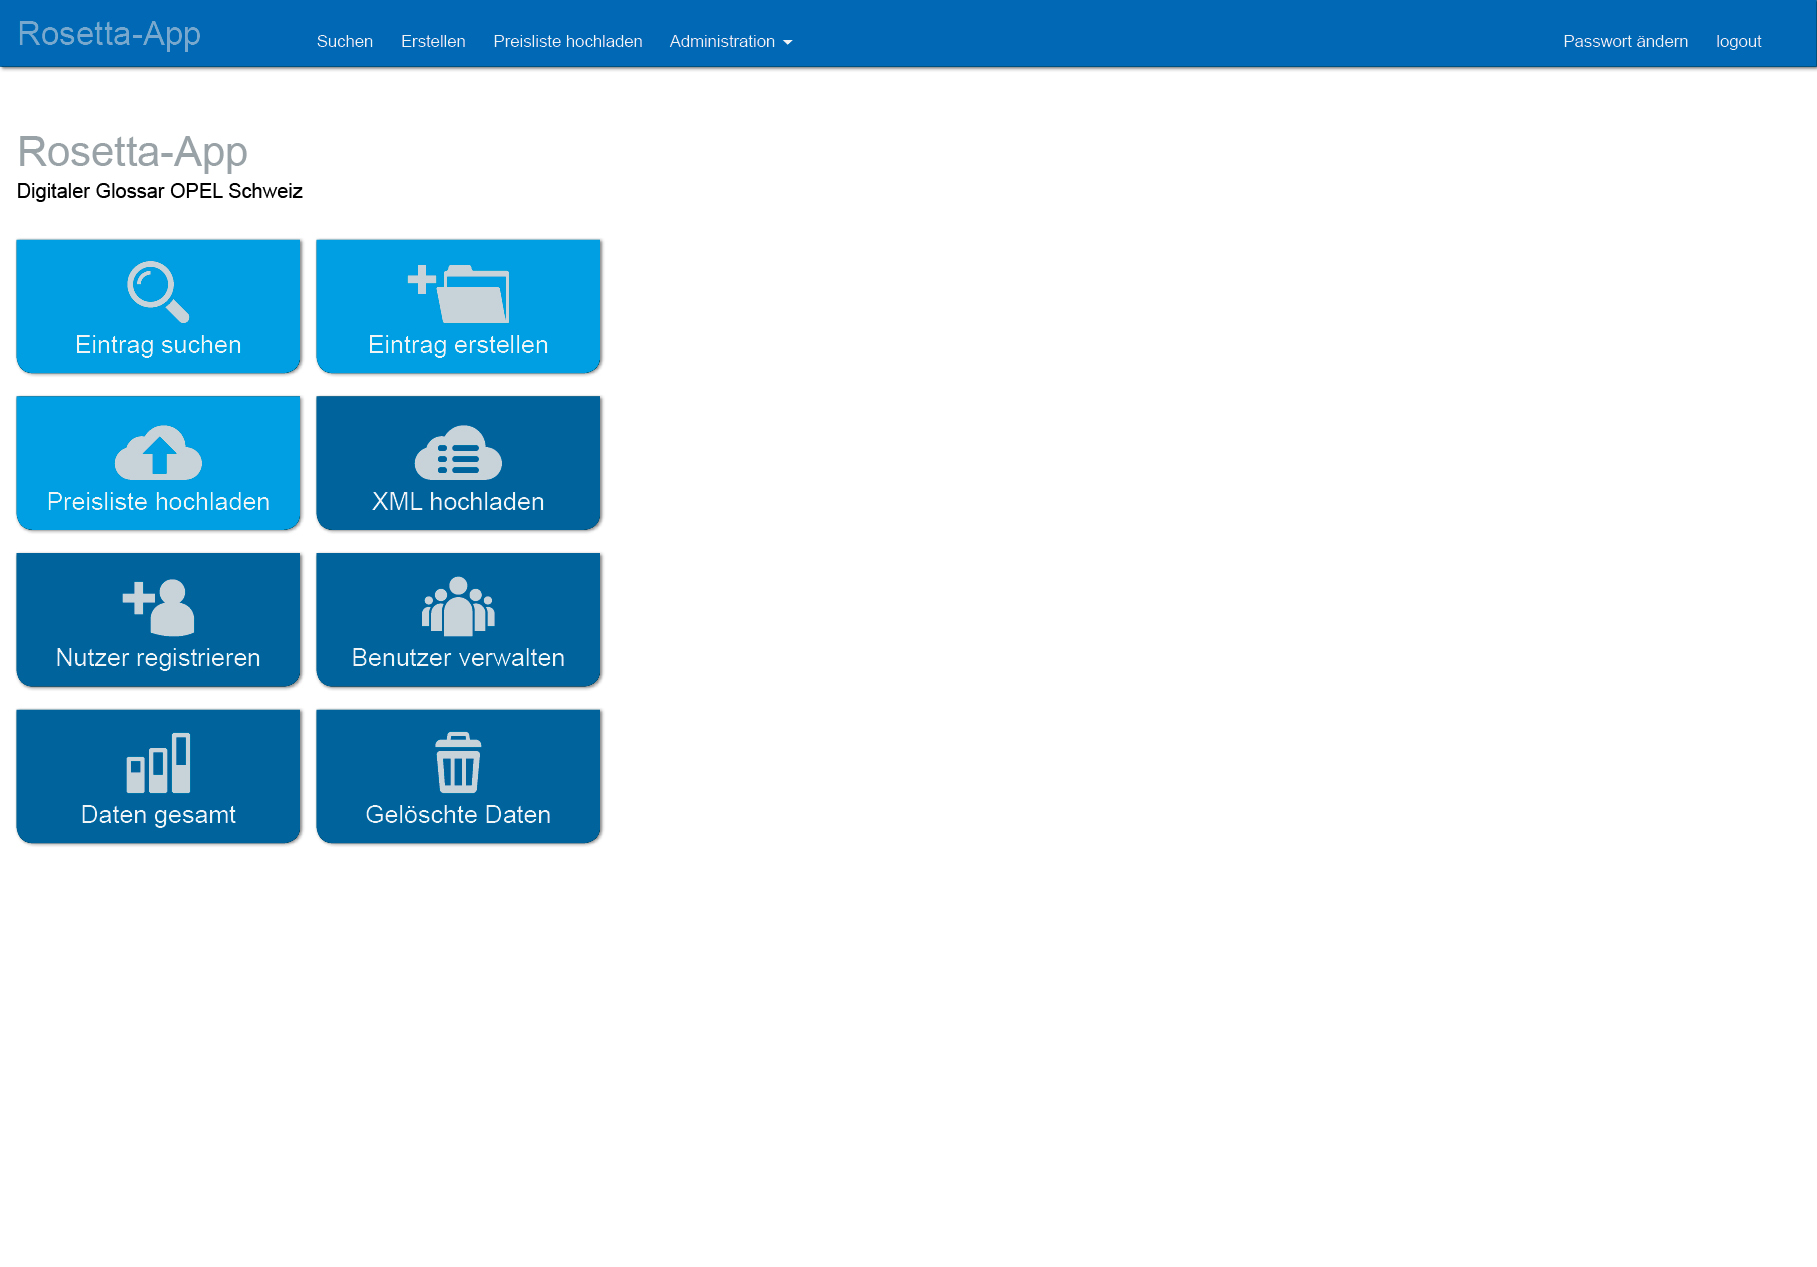 Rosetta-App
Suchen Erstellen Preisliste hochladen Administration
Passwort ändern logout
Rosetta-App
Digitaler Glossar OPEL Schweiz
Eintrag suchen
Eintrag erstellen
Preisliste hochladen
XML hochladen
Nutzer registrieren
Benutzer verwalten
Daten gesamt
Gelöschte Daten